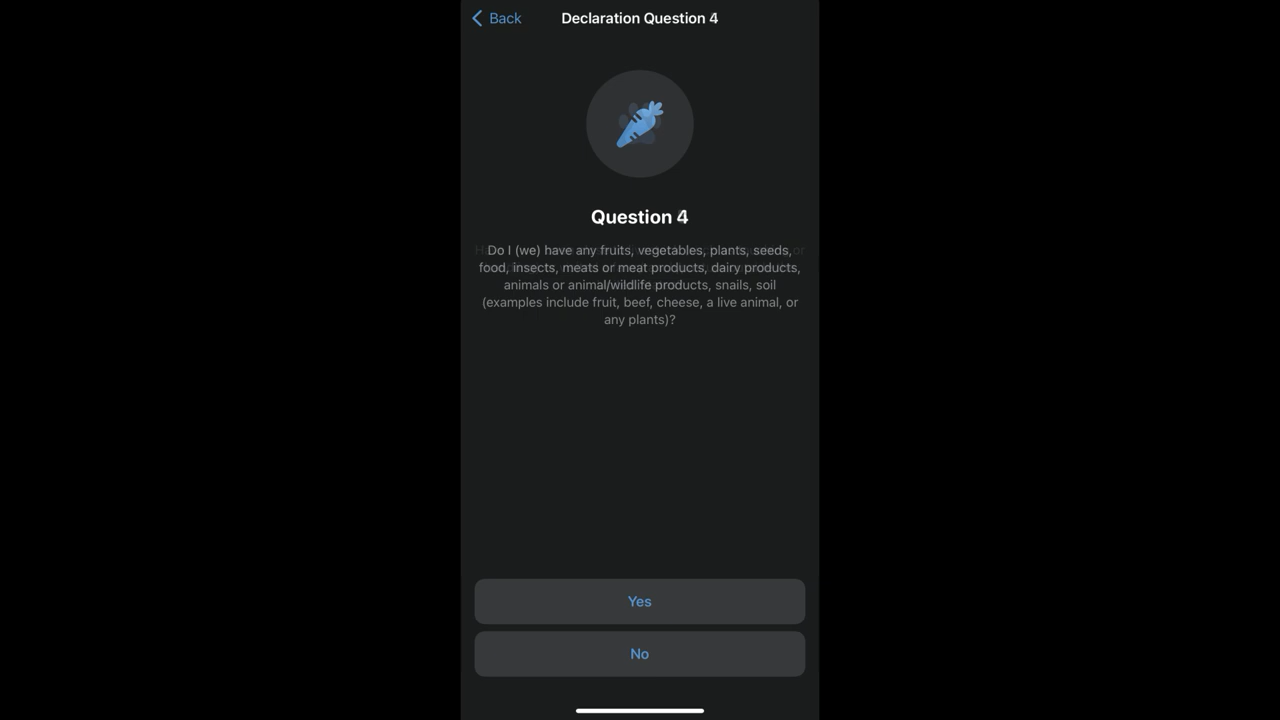 Back
Declaration Question 4
Question 4
Do I (we) have any fruits, vegetables, plants, seeds,
food, insects, meats or meat products, dairy products,
animals or animal/wildlife products, snails, soil
(examples include fruit, beef, cheese, a live animal, or
any plants)?
Yes
No